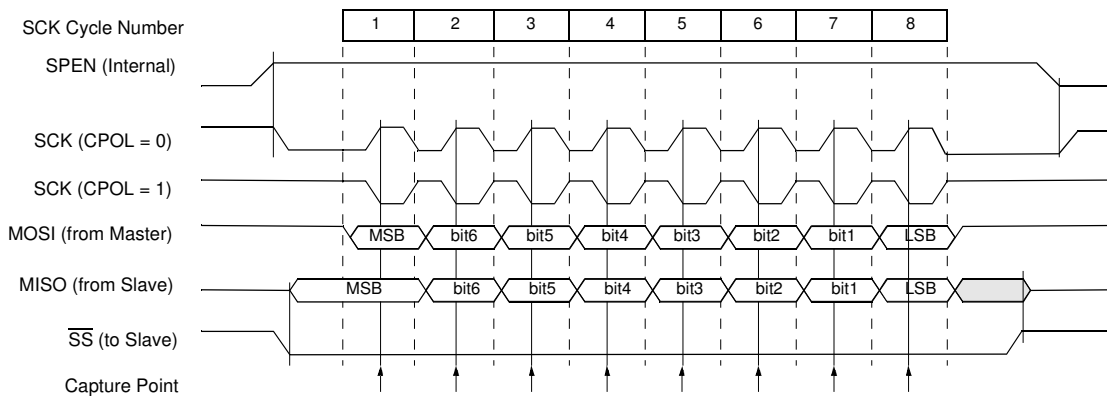 SCK Cycle Number 1 2 3 4 5 6 7 8
SPEN (Internal)
SCK (CPOL = 0)
SCK (CPOL = 1)
MOSI (from Master) MSB bit6 bit5 bit4 bit3 bit2 bit1 LSB
MISO (from Slave) MSB bit6 bit5 bit4 bit3 bit2 bit1 LSB
SS (to Slave)
Capture Point